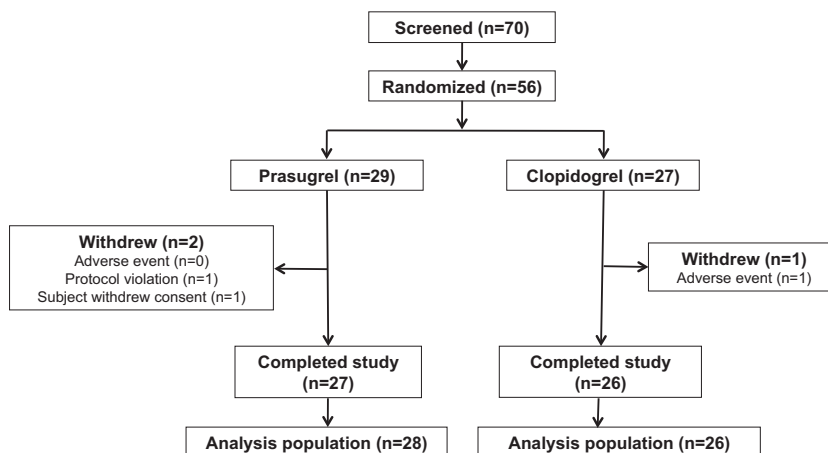 Screened (n=70)
Randomized (n=56)
Prasugrel (n=29)
Clopidogrel (n=27)
Withdrew (n=2)
Adverse event (n=0)
Protocol violation (n=1)
Subject withdrew consent (n=1)
Withdrew (n=1)
Adverse event (n=1)
Completed study
(n=27)
Completed study
(n=26)
Analysis population (n=28)
Analysis population (n=26)